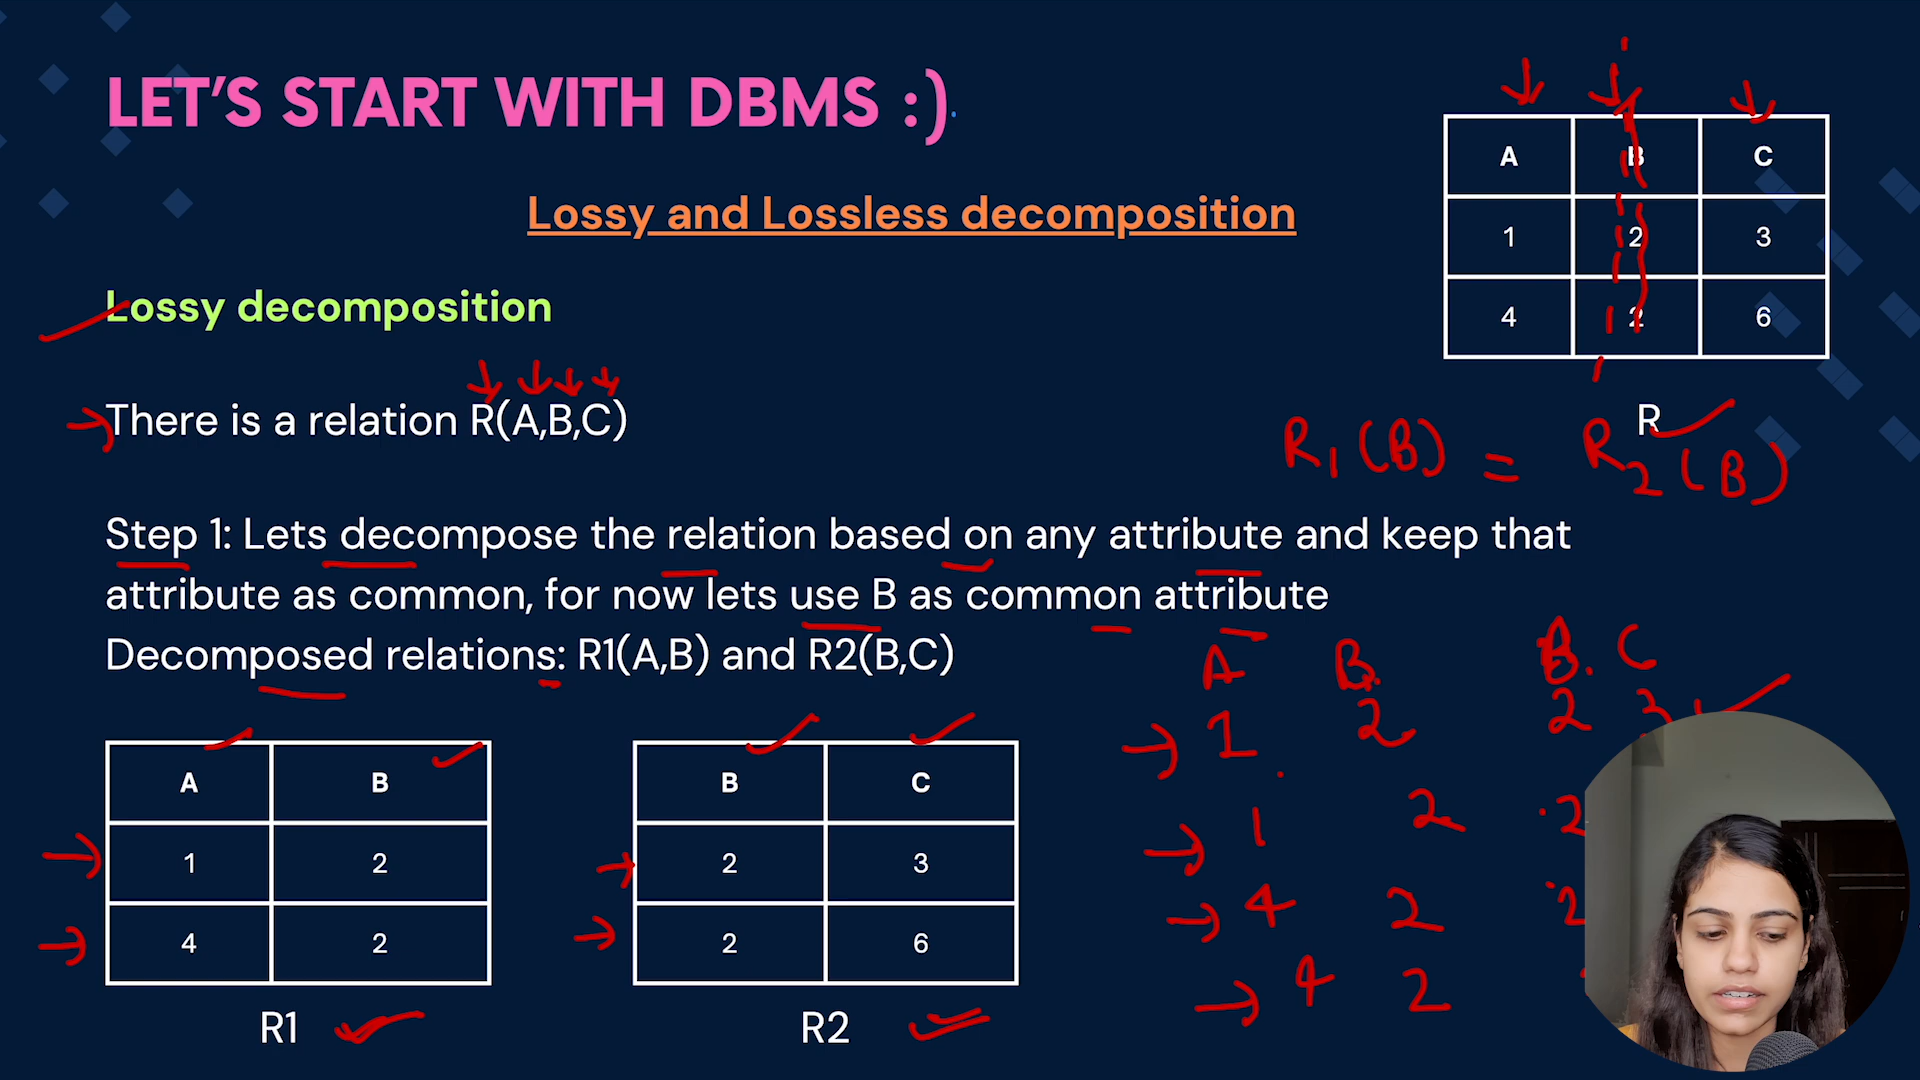 LET'S START WITH DBMS :)
Lossy and Lossless decomposition
A B C
1 2 3
4 2 6
R
Lossy decomposition
There is a relation R(A,B,C)
R1(B) = R2(B)
Step 1: Lets decompose the relation based on any attribute and keep that
attribute as common, for now lets use B as common attribute
Decomposed relations: R1(A,B) and R2(B,C)
A B
1 2
4 2
R1
B C
2 3
2 6
R2
A B B C
1 2 2 3
1 2 2
4 2 2
4 2